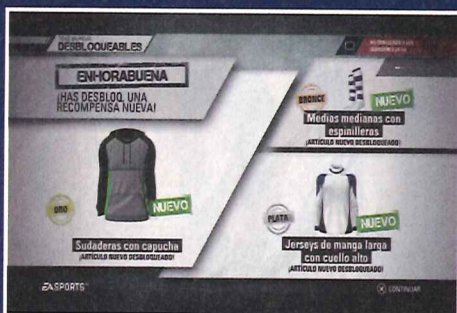 DESBLOQUEABLES
ENHORABUENA
¡HAS DESBLOQ. UNA
RECOMPENSA NUEVA!
ORO
NUEVO
Sudaderas con capucha
¡ARTÍCULO NUEVO DESBLOQUEADO!
BRONCE
NUEVO
Medias medianas con
espinilleras
¡ARTÍCULO NUEVO DESBLOQUEADO!
PLATA
NUEVO
Jerseys de manga larga
con cuello alto
¡ARTÍCULO NUEVO DESBLOQUEADO!
EA SPORTS™
CONTINUAR